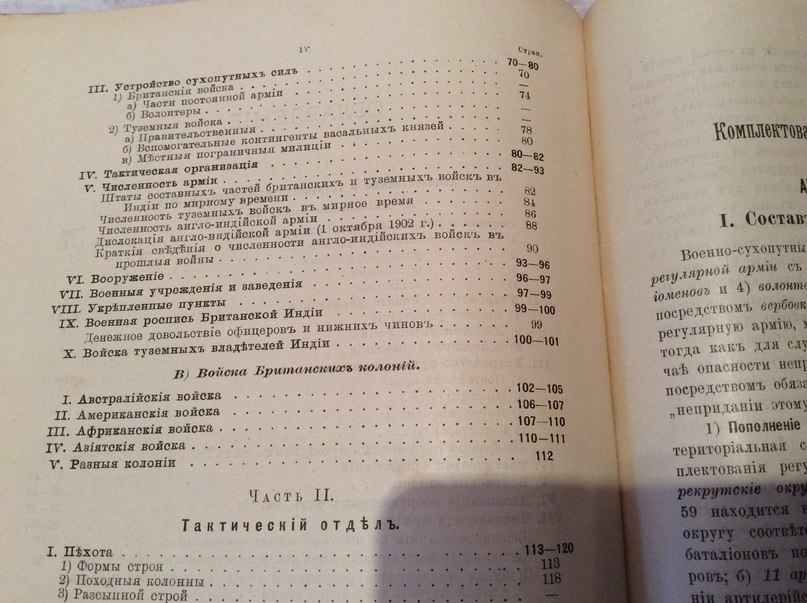 IV
Стран.
III. Устройство сухопутныхъ силъ 70—80
1) Британскія войска 70
а) Части постоянной арміи —
б) Волонтеры 74
2) Туземныя войска —
а) Правительственныя —
б) Вспомогательные контингенты васальныхъ князей 78
в) Мѣстныя пограничныя милиціи 80
IV. Тактическая организація 80—82
V. Численность арміи 82—93
Штаты составныхъ частей британскихъ и туземныхъ войскъ въ
Индіи по мирному времени 82
Численность туземныхъ войскъ въ мирное время 84
Численность англо-индійской арміи 86
Дислокація англо-индійской арміи (1 октября 1902 г.) 88
Краткія свѣдѣнія о численности англо-индійскихъ войскъ въ
прошлыя войны 90
VI. Вооруженіе 93—96
VII. Военныя учрежденія и заведенія 96—97
VIII. Укрѣпленные пункты 97—99
IX. Военная роспись Британской Индіи 99—100
Денежное довольствіе офицеровъ и нижнихъ чиновъ 99
X. Войска туземныхъ владѣтелей Индіи 100—101
В) Войска Британскихъ колоній.
I. Австралійскія войска 102—105
II. Американскія войска 106—107
III. Африканскія войска 107—110
IV. Азіятскія войска 110—111
V. Разныя колоніи 112
Часть II.
Тактическій отдѣлъ.
I. Пѣхота 113—120
1) Формы строя 113
2) Походныя колонны 118
3) Разсыпной строй —
Комплектова
I. Состав
Военно-сухопутны
регулярной арміи съ
іоменовъ и 4) волонте
посредствомъ вербовк
регулярную армію, м
тогда какъ для слу
чаѣ опасности непр
посредствомъ обяза
„неприданіи этому
1) Пополненіе
территоріальная с
плектованія регу
рекрутскіе окру
59 находится в
округу соотвѣт
баталіоновъ по
ровъ; б) 11 ар
ніи артилерійс